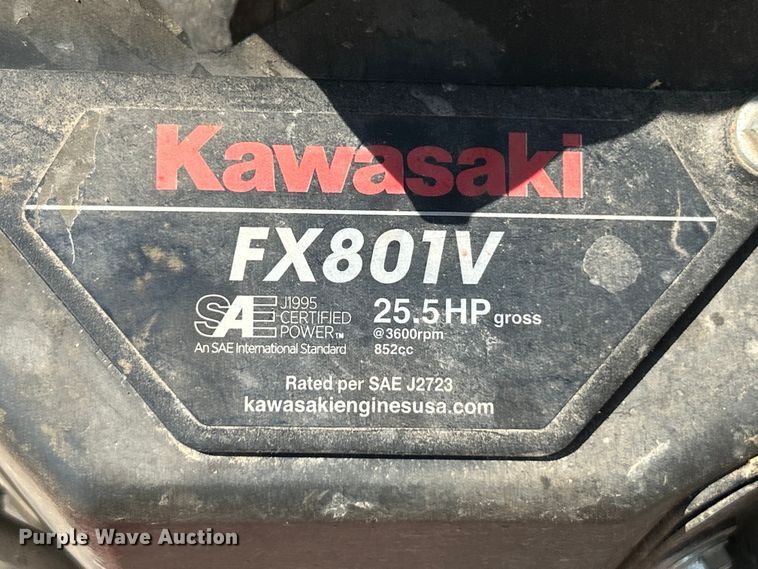 Kawasaki
FX801V
SAE J1995 CERTIFIED POWER™
An SAE International Standard
25.5 HP gross
@3600rpm
852cc
Rated per SAE J2723
kawasakienginesusa.com
Purple Wave Auction